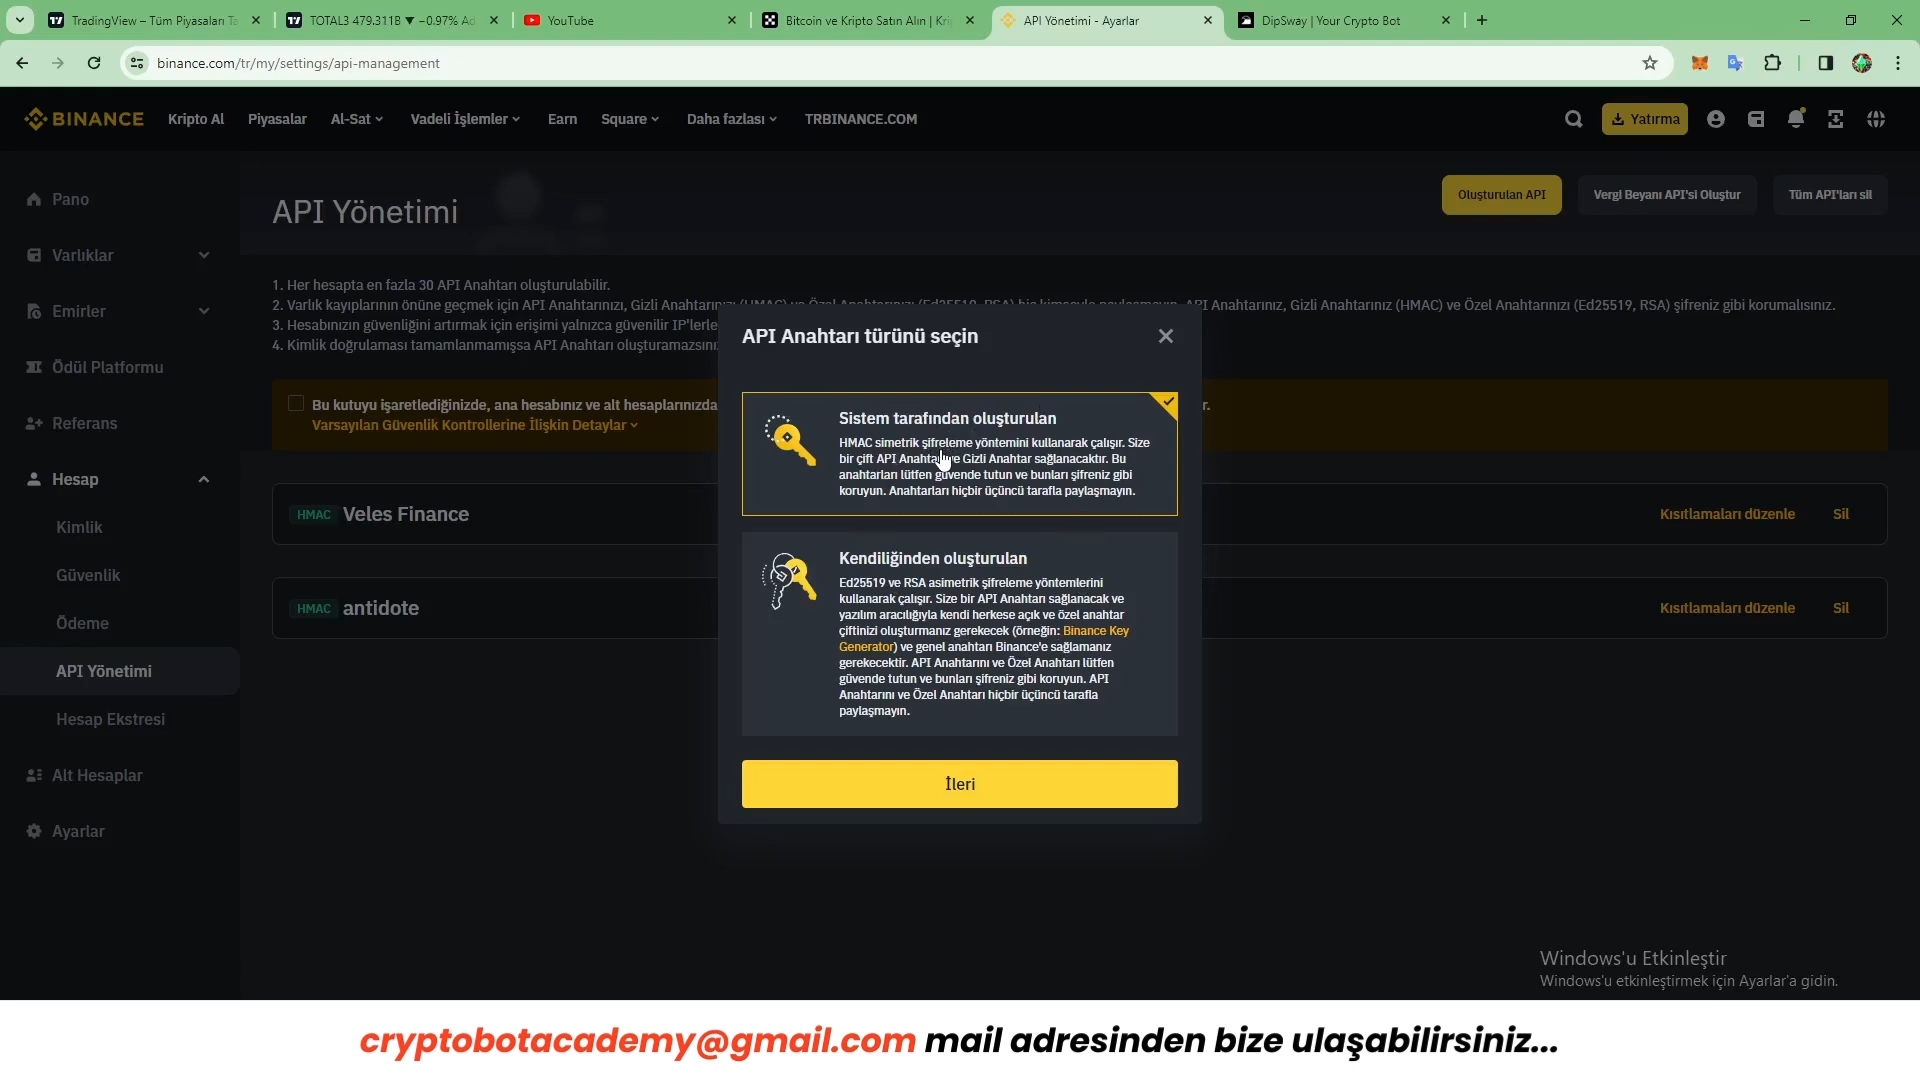 TradingView – Tüm Piyasaları Ta
TOTAL3 479.311B ▼ −0.97% Ad
YouTube
Bitcoin ve Kripto Satın Alın | Kri
API Yönetimi - Ayarlar
DipSway | Your Crypto Bot
binance.com/tr/my/settings/api-management
BINANCE
Kripto Al
Piyasalar
Al-Sat
Vadeli İşlemler
Earn
Square
Daha fazlası
TRBINANCE.COM
Yatırma
Pano
Varlıklar
Emirler
Ödül Platformu
Referans
Hesap
Kimlik
Güvenlik
Ödeme
API Yönetimi
Hesap Ekstresi
Alt Hesaplar
Ayarlar
API Yönetimi
Oluşturulan API
Vergi Beyanı API'si Oluştur
Tüm API'ları sil
1. Her hesapta en fazla 30 API Anahtarı oluşturulabilir.
2. Varlık kayıplarının önüne geçmek için API Anahtarınızı, Gizli Anahtarınızı (HMAC) ve Özel Anahtarınızı (Ed25519, RSA) hiç kimseyle paylaşmayın. API Anahtarınız, Gizli Anahtarınız (HMAC) ve Özel Anahtarınızı (Ed25519, RSA) şifreniz gibi korumalısınız.
3. Hesabınızın güvenliğini artırmak için erişimi yalnızca güvenilir IP'lerle
4. Kimlik doğrulaması tamamlanmamışsa API Anahtarı oluşturamazsınız
Bu kutuyu işaretlediğinizde, ana hesabınız ve alt hesaplarınızda
r.
Varsayılan Güvenlik Kontrollerine İlişkin Detaylar
HMAC Veles Finance
Kısıtlamaları düzenle
Sil
HMAC antidote
Kısıtlamaları düzenle
Sil
API Anahtarı türünü seçin
Sistem tarafından oluşturulan
HMAC simetrik şifreleme yöntemini kullanarak çalışır. Size
bir çift API Anahtarı ve Gizli Anahtar sağlanacaktır. Bu
anahtarları lütfen güvende tutun ve bunları şifreniz gibi
koruyun. Anahtarları hiçbir üçüncü tarafla paylaşmayın.
Kendiliğinden oluşturulan
Ed25519 ve RSA asimetrik şifreleme yöntemlerini
kullanarak çalışır. Size bir API Anahtarı sağlanacak ve
yazılım aracılığıyla kendi herkese açık ve özel anahtar
çiftinizi oluşturmanız gerekecek (örneğin: Binance Key
Generator) ve genel anahtarı Binance'e sağlamanız
gerekecektir. API Anahtarını ve Özel Anahtarı lütfen
güvende tutun ve bunları şifreniz gibi koruyun. API
Anahtarını ve Özel Anahtarı hiçbir üçüncü tarafla
paylaşmayın.
İleri
Windows'u Etkinleştir
Windows'u etkinleştirmek için Ayarlar'a gidin.
cryptobotacademy@gmail.com mail adresinden bize ulaşabilirsiniz...